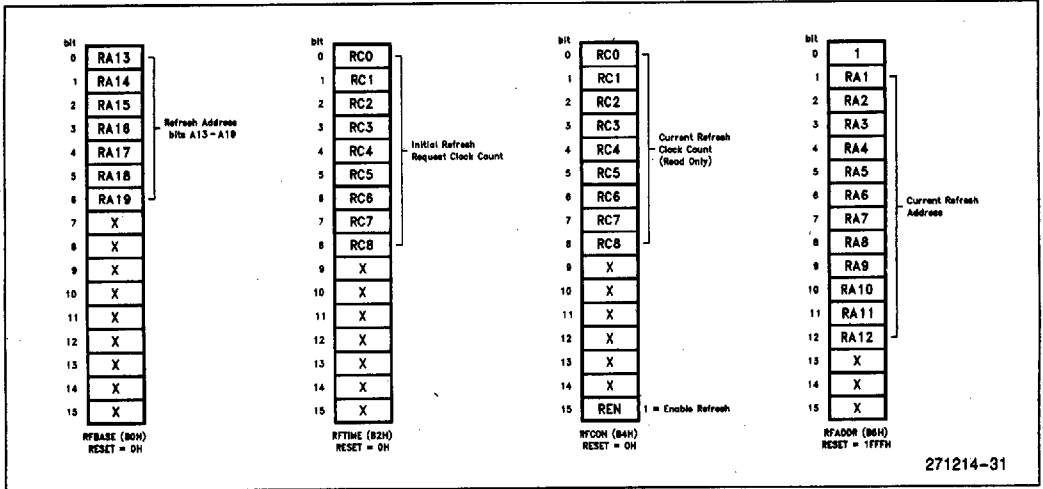 bit
0 RA13
1 RA14
2 RA15
3 RA16
4 RA17
5 RA18
6 RA19
7 X
8 X
9 X
10 X
11 X
12 X
13 X
14 X
15 X
Refresh Address
bits A13-A19
RFBASE (B0H)
RESET = 0H
bit
0 RC0
1 RC1
2 RC2
3 RC3
4 RC4
5 RC5
6 RC6
7 RC7
8 RC8
9 X
10 X
11 X
12 X
13 X
14 X
15 X
Initial Refresh
Request Clock Count
RFTIME (B2H)
RESET = 0H
bit
0 RC0
1 RC1
2 RC2
3 RC3
4 RC4
5 RC5
6 RC6
7 RC7
8 RC8
9 X
10 X
11 X
12 X
13 X
14 X
15 REN 1 = Enable Refresh
Current Refresh
Clock Count
(Read Only)
RFCON (B4H)
RESET = 0H
bit
0 1
1 RA1
2 RA2
3 RA3
4 RA4
5 RA5
6 RA6
7 RA7
8 RA8
9 RA9
10 RA10
11 RA11
12 RA12
13 X
14 X
15 X
Current Refresh
Address
RFADDR (B6H)
RESET = 1FFFH
271214-31